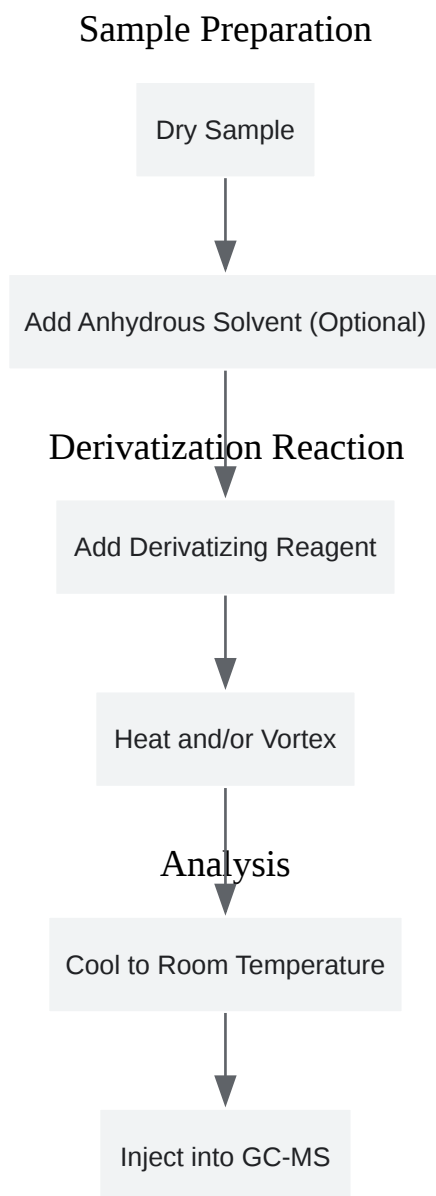 Sample Preparation
Dry Sample
Add Anhydrous Solvent (Optional)
Derivatization Reaction
Add Derivatizing Reagent
Heat and/or Vortex
Analysis
Cool to Room Temperature
Inject into GC-MS